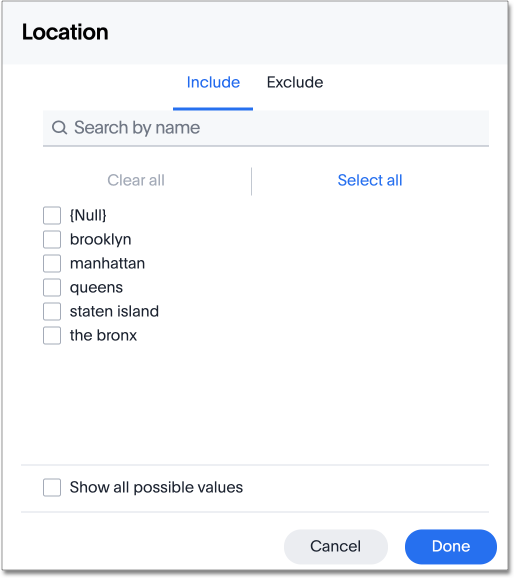 Location
Include Exclude
Search by name
Clear all Select all
{Null}
brooklyn
manhattan
queens
staten island
the bronx
Show all possible values
Cancel Done